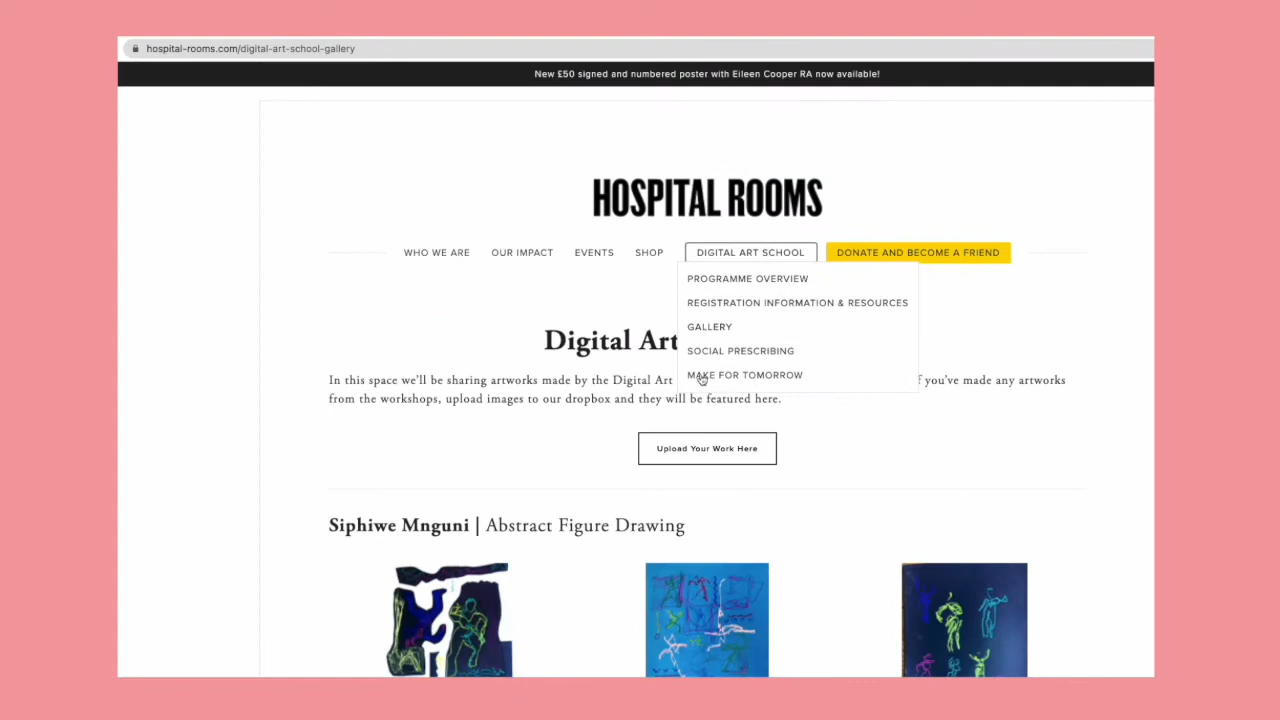 hospital-rooms.com/digital-art-school-gallery
New £50 signed and numbered poster with Eileen Cooper RA now available!
HOSPITAL ROOMS
WHO WE ARE OUR IMPACT EVENTS SHOP DIGITAL ART SCHOOL DONATE AND BECOME A FRIEND
PROGRAMME OVERVIEW
REGISTRATION INFORMATION & RESOURCES
GALLERY
SOCIAL PRESCRIBING
MAKE FOR TOMORROW
Digital Art
In this space we'll be sharing artworks made by the Digital Art f you've made any artworks
from the workshops, upload images to our dropbox and they will be featured here.
Upload Your Work Here
Siphiwe Mnguni | Abstract Figure Drawing